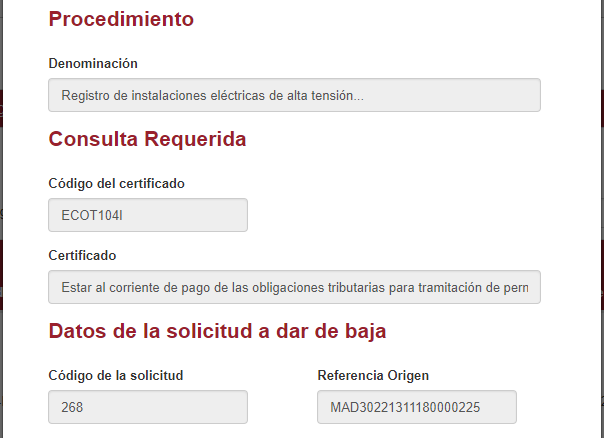 Procedimiento
Denominación
Registro de instalaciones eléctricas de alta tensión...
Consulta Requerida
Código del certificado
ECOT104I
Certificado
Estar al corriente de pago de las obligaciones tributarias para tramitación de
Datos de la solicitud a dar de baja
Código de la solicitud
Referencia Origen
268
MAD30221311180000225